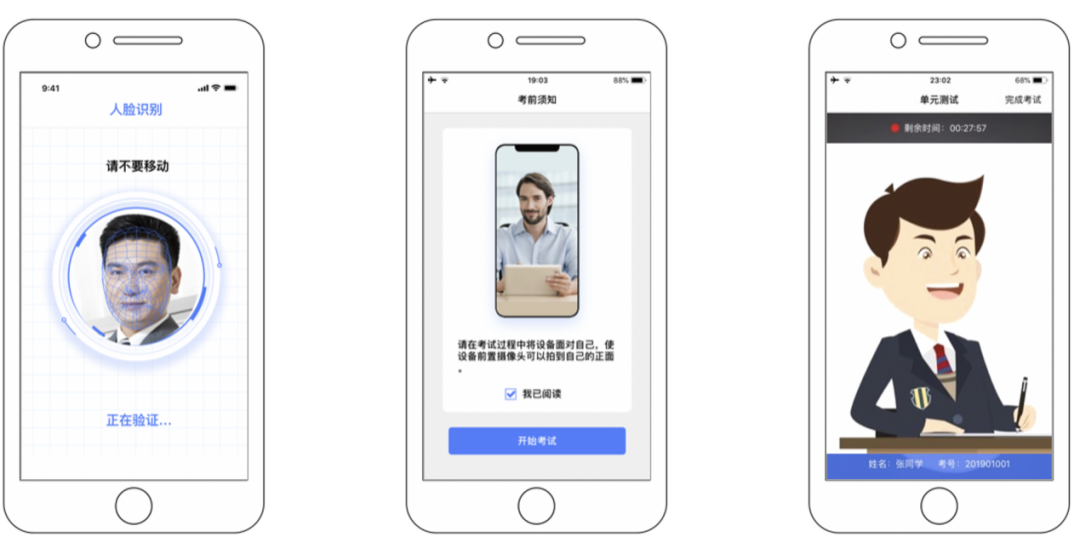 9:41
人脸识别
请不要移动
正在验证...
19:03
88%
考前须知
请在考试过程中将设备面对自己，使
设备前置摄像头可以拍到自己的正面
。
我已阅读
开始考试
23:02
68%
单元测试
完成考试
剩余时间：00:27:57
姓名：张同学 考号：201901001